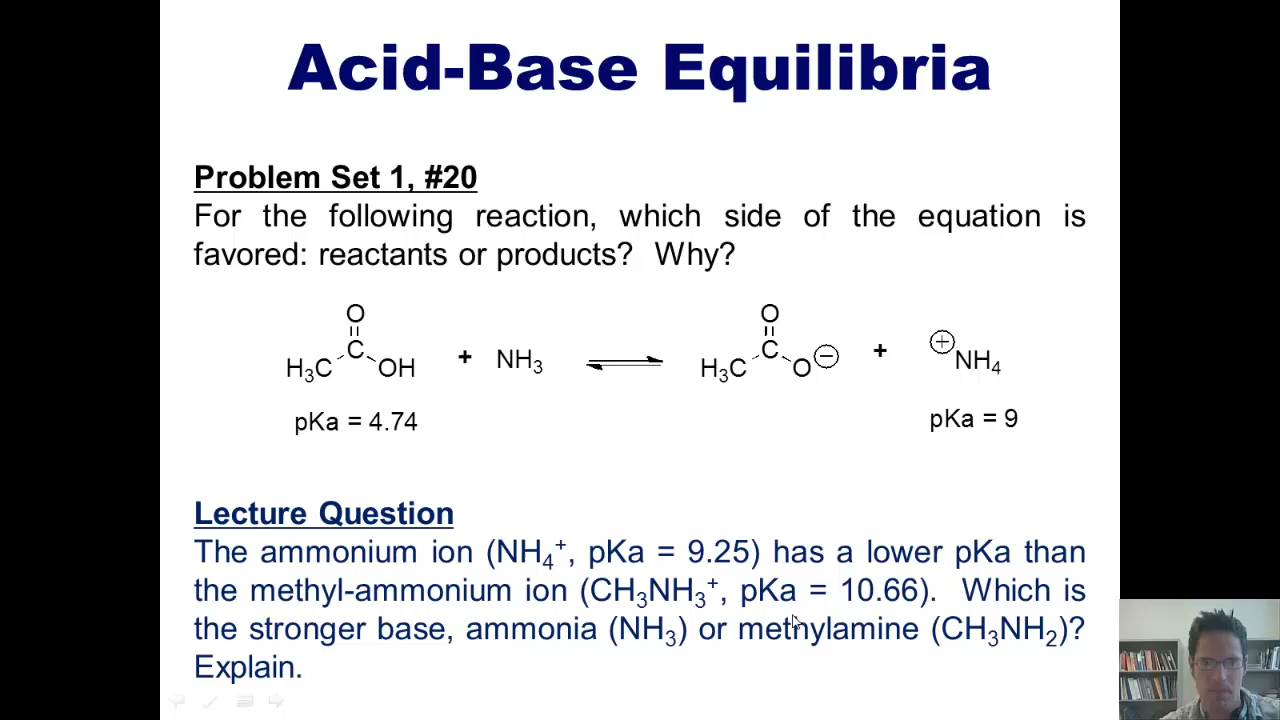 Acid-Base Equilibria
Problem Set 1, #20
For the following reaction, which side of the equation is
favored: reactants or products? Why?
O O
C C
H₃C OH + NH₃ H₃C O⊖ + ⊕NH₄
pKa = 4.74 pKa = 9
Lecture Question
The ammonium ion (NH₄⁺, pKa = 9.25) has a lower pKa than
the methyl-ammonium ion (CH₃NH₃⁺, pKa = 10.66). Which is
the stronger base, ammonia (NH₃) or methylamine (CH₃NH₂)?
Explain.